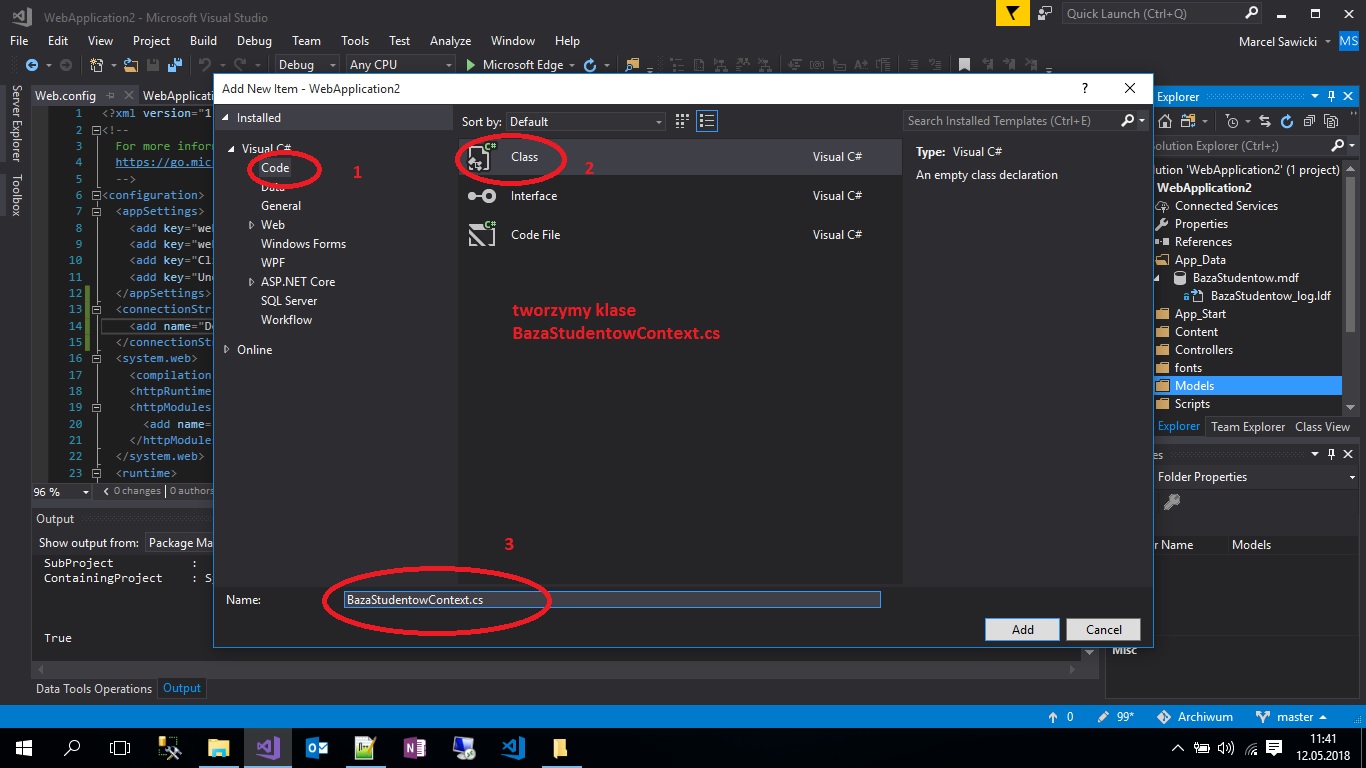 WebApplication2 - Microsoft Visual Studio
Quick Launch (Ctrl+Q)
File Edit View Project Build Debug Team Tools Test Analyze Window Help
Marcel Sawicki MS
Debug Any CPU Microsoft Edge
Server Explorer
Toolbox
Web.config WebApplicati
1 <?xml version="1
2 <!--
3 For more infor
4 https://go.mic
5 -->
6 <configuration>
7 <appSettings>
8 <add key="we
9 <add key="we
10 <add key="Cl
11 <add key="Un
12 </appSettings>
13 <connectionStr
14 <add name="De
15 </connectionSt
16 <system.web>
17 <compilation
18 <httpRuntime
19 <httpModules
20 <add name=
21 </httpModule
22 </system.web>
23 <runtime>
96 % 0 changes | 0 authors
Output
Show output from: Package Ma
SubProject :
ContainingProject : S
True
Data Tools Operations Output
Add New Item - WebApplication2 ?
Installed
Visual C#
Code
Data
General
Web
Windows Forms
WPF
ASP.NET Core
SQL Server
Workflow
Online
1
Sort by: Default
Search Installed Templates (Ctrl+E)
C# Class Visual C#
2
Interface Visual C#
C# Code File Visual C#
Type: Visual C#
An empty class declaration
tworzymy klase
BazaStudentowContext.cs
3
Name: BazaStudentowContext.cs
Add Cancel
Explorer
olution Explorer (Ctrl+;)
ution 'WebApplication2' (1 project)
WebApplication2
Connected Services
Properties
References
App_Data
BazaStudentow.mdf
BazaStudentow_log.ldf
App_Start
Content
Controllers
fonts
Models
Scripts
Explorer Team Explorer Class View
es
Folder Properties
r Name Models
Misc
0 99* Archiwum master
11:41
12.05.2018